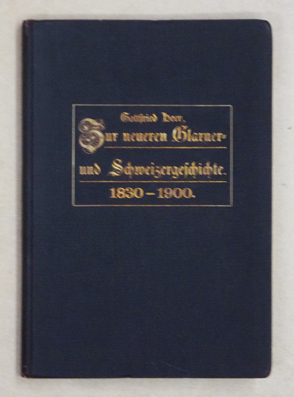 Gottfried Heer.
Zur neueren Glarner-
und Schweizergeschichte.
1830–1900.